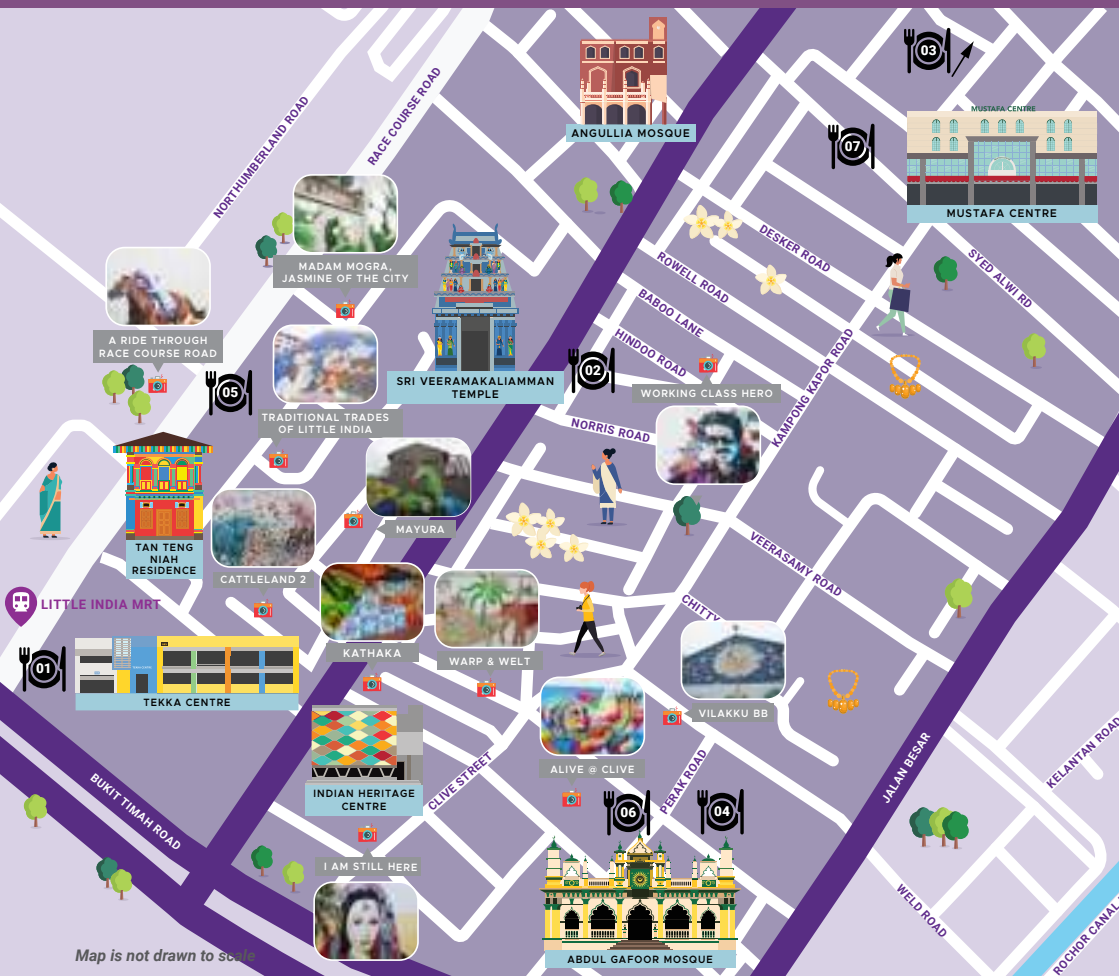 03
MUSTAFA CENTRE
ANGULLIA MOSQUE
07
NORTHUMBERLAND ROAD
RACE COURSE ROAD
MUSTAFA CENTRE
DESKER ROAD
SYED ALWI RD
ROWELL ROAD
BABOO LANE
HINDOO ROAD
MADAM MOGRA,
JASMINE OF THE CITY
A RIDE THROUGH
RACE COURSE ROAD
05
02
SRI VEERAMAKALIAMMAN
TEMPLE
WORKING CLASS HERO
KAMPONG KAPOR ROAD
TRADITIONAL TRADES
OF LITTLE INDIA
NORRIS ROAD
MAYURA
TAN TENG
NIAH
RESIDENCE
CATTLELAND 2
VEERASAMY ROAD
LITTLE INDIA MRT
CHITTY
KATHAKA
WARP & WELT
01
TEKKA CENTRE
VILAKKU BB
JALAN BESAR
KELANTAN ROAD
ALIVE @ CLIVE
PERAK ROAD
CLIVE STREET
INDIAN HERITAGE
CENTRE
BUKIT TIMAH ROAD
06
04
I AM STILL HERE
WELD ROAD
ROCHOR CANAL
Map is not drawn to scale
ABDUL GAFOOR MOSQUE